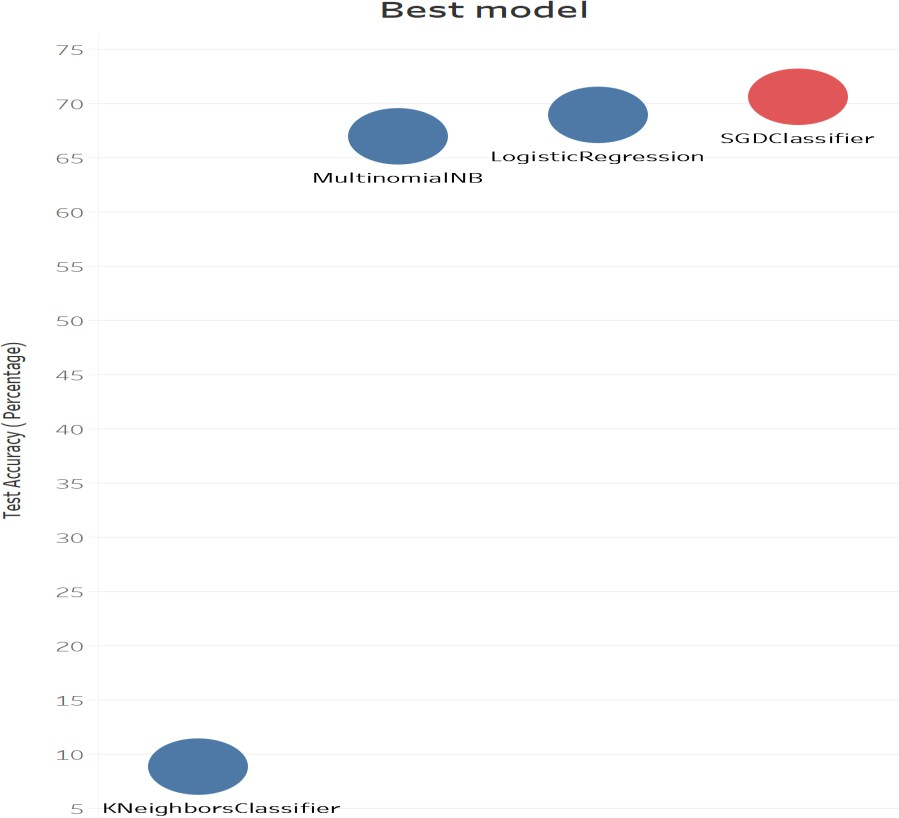 Best model
75
70
65
60
55
50
45
40
35
30
25
20
15
10
5
Test Accuracy ( Percentage)
SGDClassifier
LogisticRegression
MultinomialNB
KNeighborsClassifier